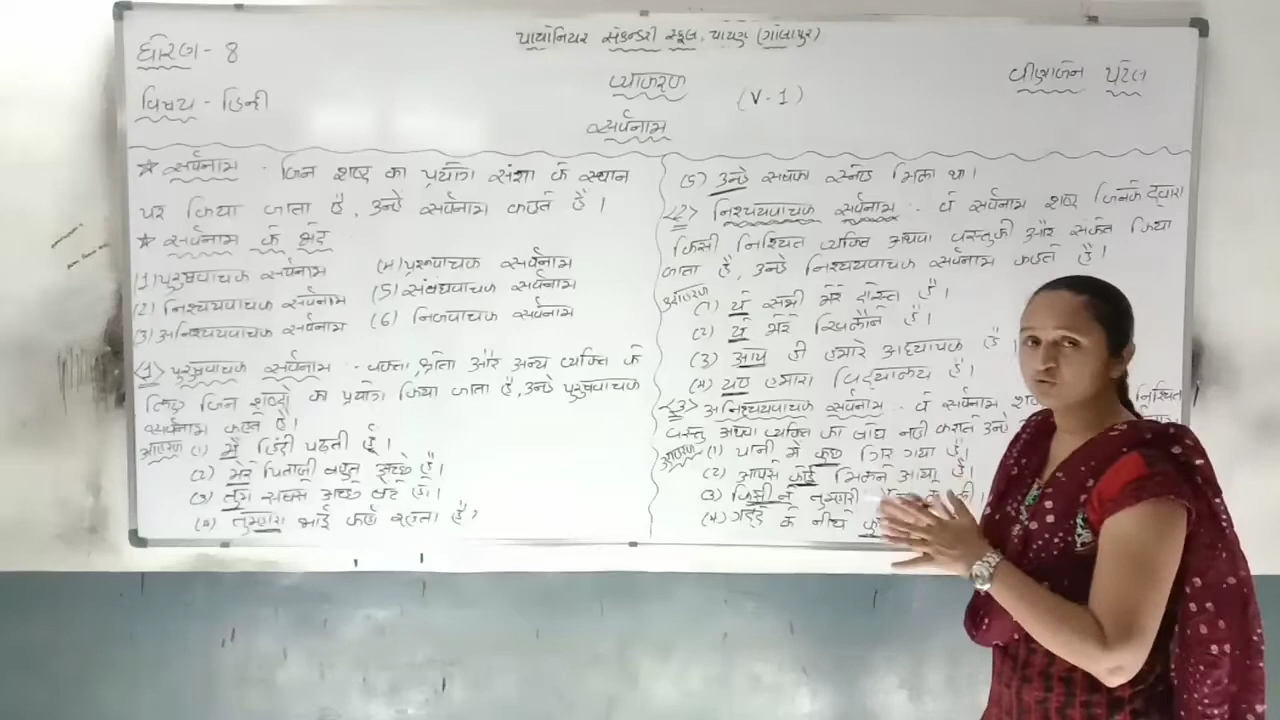 धोरण - 8
पायोनियर सेकन्डरी स्कूल, चायण (गोलापुर)
व्याकरण
(V-1)
वीणाबेन पटेल
विषय - हिन्दी
सर्वनाम
☆ सर्वनाम - जिन शब्द का प्रयोग संज्ञा के स्थान
पर किया जाता है, उन्हे सर्वनाम कहते है ।
☆ सर्वनाम के भेद
(1) पुरुषवाचक सर्वनाम
(2) निश्चयवाचक सर्वनाम
(3) अनिश्चयवाचक सर्वनाम
(4) प्रश्नवाचक सर्वनाम
(5) संबंधवाचक सर्वनाम
(6) निजवाचक सर्वनाम
<1> पुरुषवाचक सर्वनाम - वक्ता, श्रोता और अन्य व्यक्ति के
लिए जिन शब्दो का प्रयोग किया जाता है, उन्हे पुरुषवाचक
सर्वनाम कहते है ।
उदाहरण (1) मैं हिंदी पढ़ती हूँ ।
(2) मेरे पिताजी बहुत अच्छे है ।
(3) तुम सबसे अच्छे
(4) तुम्हारा भाई कहाँ रहता है ?
(5) उन्हे सबका स्नेह मिला था ।
<2> निश्चयवाचक सर्वनाम - वे सर्वनाम शब्द जिनके द्वारा
किसी निश्चित व्यक्ति अथवा वस्तुकी और संकेत किया
जाता है, उन्हे निश्चयवाचक सर्वनाम कहते है ।
उदाहरण (1) ये सभी मेरे दोस्त है ।
(2) ये मेरे खिलौने है ।
(3) आप ही हमारे अध्यापक है
(4) यह हमारा विद्यालय है ।
<3> अनिश्चयवाचक सर्वनाम - वे सर्वनाम शब्द निश्चित
वस्तु अथवा व्यक्ति का बोध नही कराते उन्हे
उदाहरण (1) पानी में कुछ गिर गया है ।
(2) आपसे कोई मिलने आया है ।
(3) किसी ने तुम्हारी की ।
(4) गड्ढे के नीचे